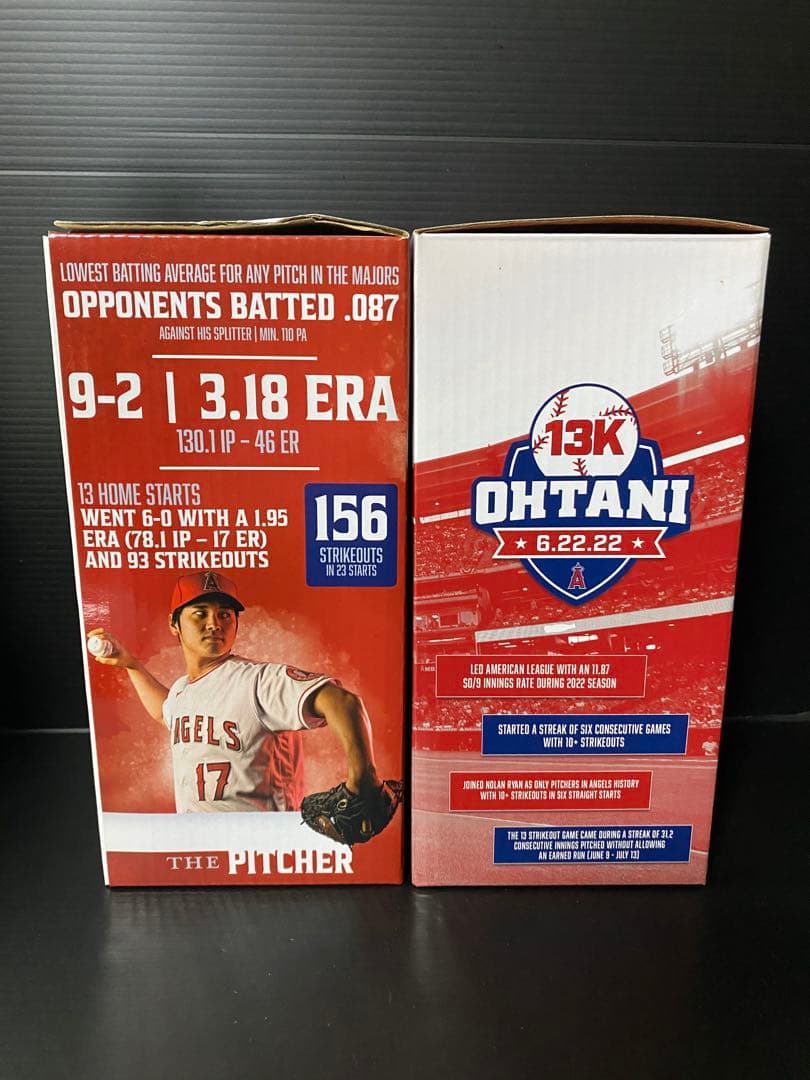 LOWEST BATTING AVERAGE FOR ANY PITCH IN THE MAJORS
OPPONENTS BATTED .087
AGAINST HIS SPLITTER | MIN. 110 PA
9-2 | 3.18 ERA
130.1 IP – 46 ER
13 HOME STARTS
WENT 6-0 WITH A 1.95
ERA (78.1 IP – 17 ER)
AND 93 STRIKEOUTS
156
STRIKEOUTS
IN 23 STARTS
A
ANGELS
17
THE PITCHER
13K
OHTANI
★ 6.22.22 ★
A
LED AMERICAN LEAGUE WITH AN 11.87
SO/9 INNINGS RATE DURING 2022 SEASON
STARTED A STREAK OF SIX CONSECUTIVE GAMES
WITH 10+ STRIKEOUTS
JOINED NOLAN RYAN AS ONLY PITCHERS IN ANGELS HISTORY
WITH 10+ STRIKEOUTS IN SIX STRAIGHT STARTS
THE 13 STRIKEOUT GAME CAME DURING A STREAK OF 31.2
CONSECUTIVE INNINGS PITCHED WITHOUT ALLOWING
AN EARNED RUN (JUNE 9 - JULY 13)